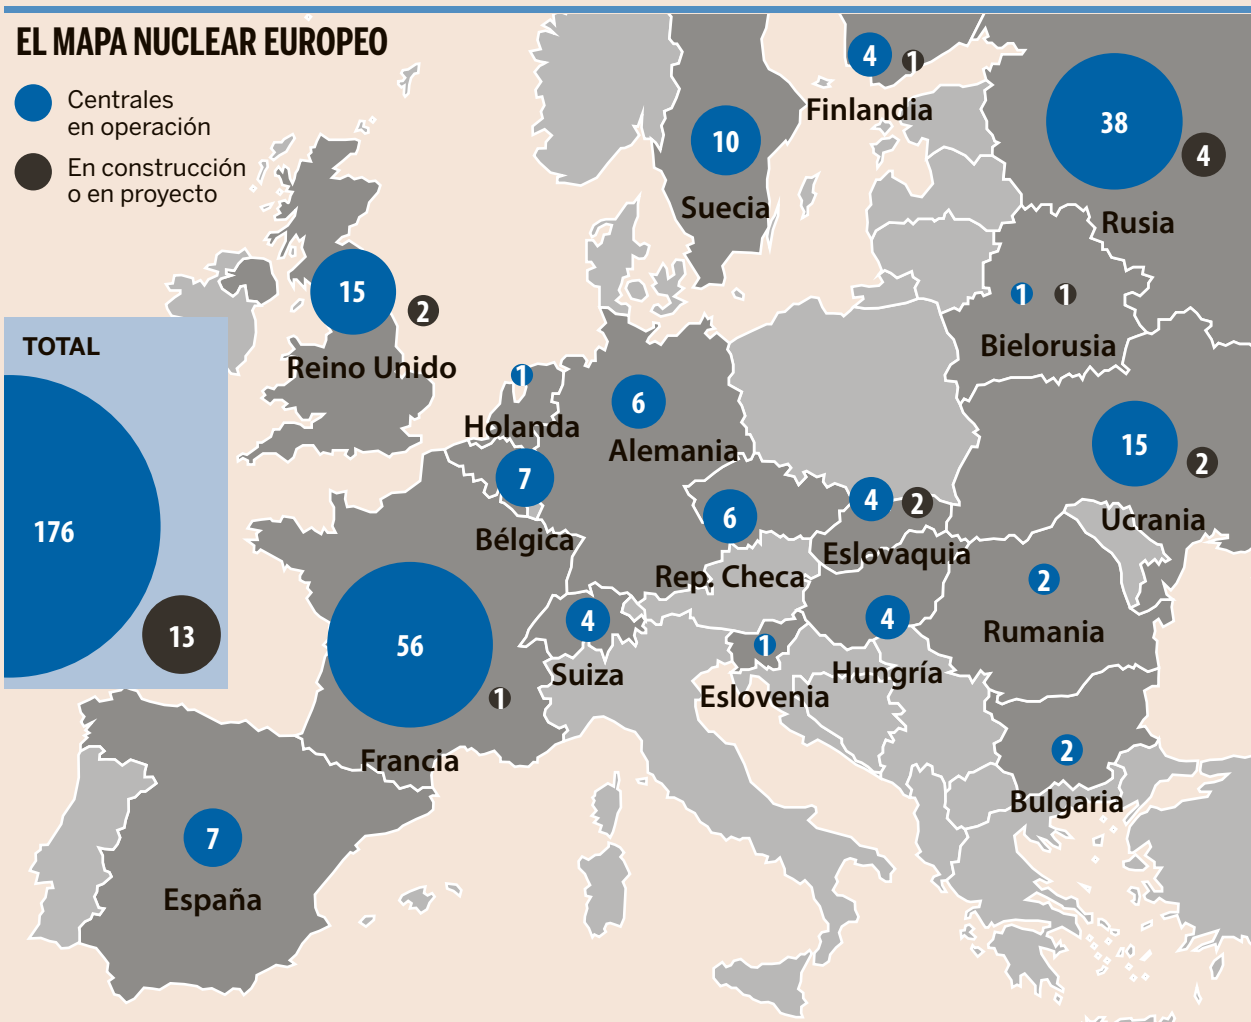 EL MAPA NUCLEAR EUROPEO
Centrales
en operación
En construcción
o en proyecto
4
1
Finlandia
10
Suecia
38
4
Rusia
15
2
Reino Unido
1
1
Bielorusia
TOTAL
176
13
1
Holanda
6
Alemania
15
2
Ucrania
7
Bélgica
6
Rep. Checa
4
2
Eslovaquia
56
1
Francia
4
Suiza
1
Eslovenia
4
Hungría
2
Rumania
2
Bulgaria
7
España